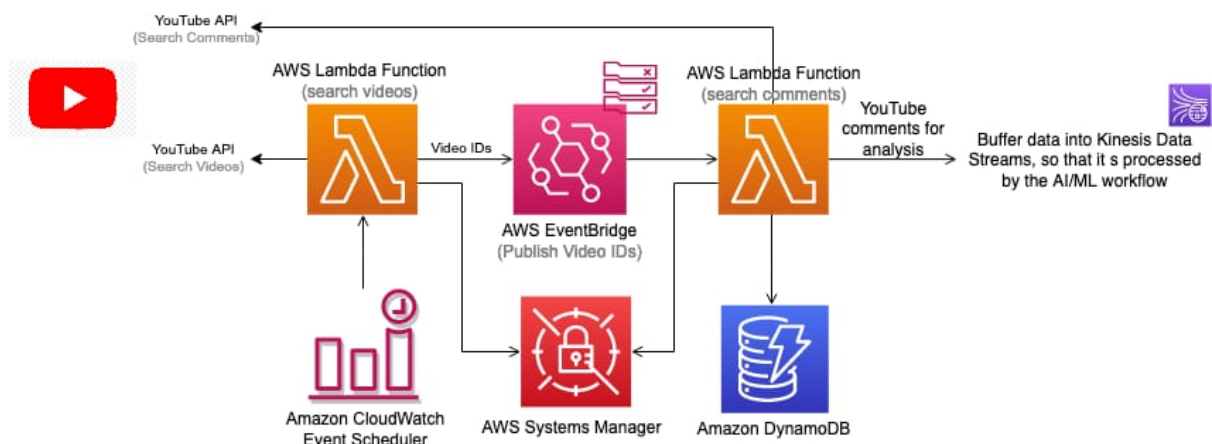 YouTube API
(Search Comments)
AWS Lambda Function
(search videos)
AWS Lambda Function
(search comments)
YouTube
comments for
analysis
Buffer data into Kinesis Data
Streams, so that it s processed
by the AI/ML workflow
YouTube API
(Search Videos)
Video IDs
AWS EventBridge
(Publish Video IDs)
Amazon CloudWatch
Event Scheduler
AWS Systems Manager
Amazon DynamoDB